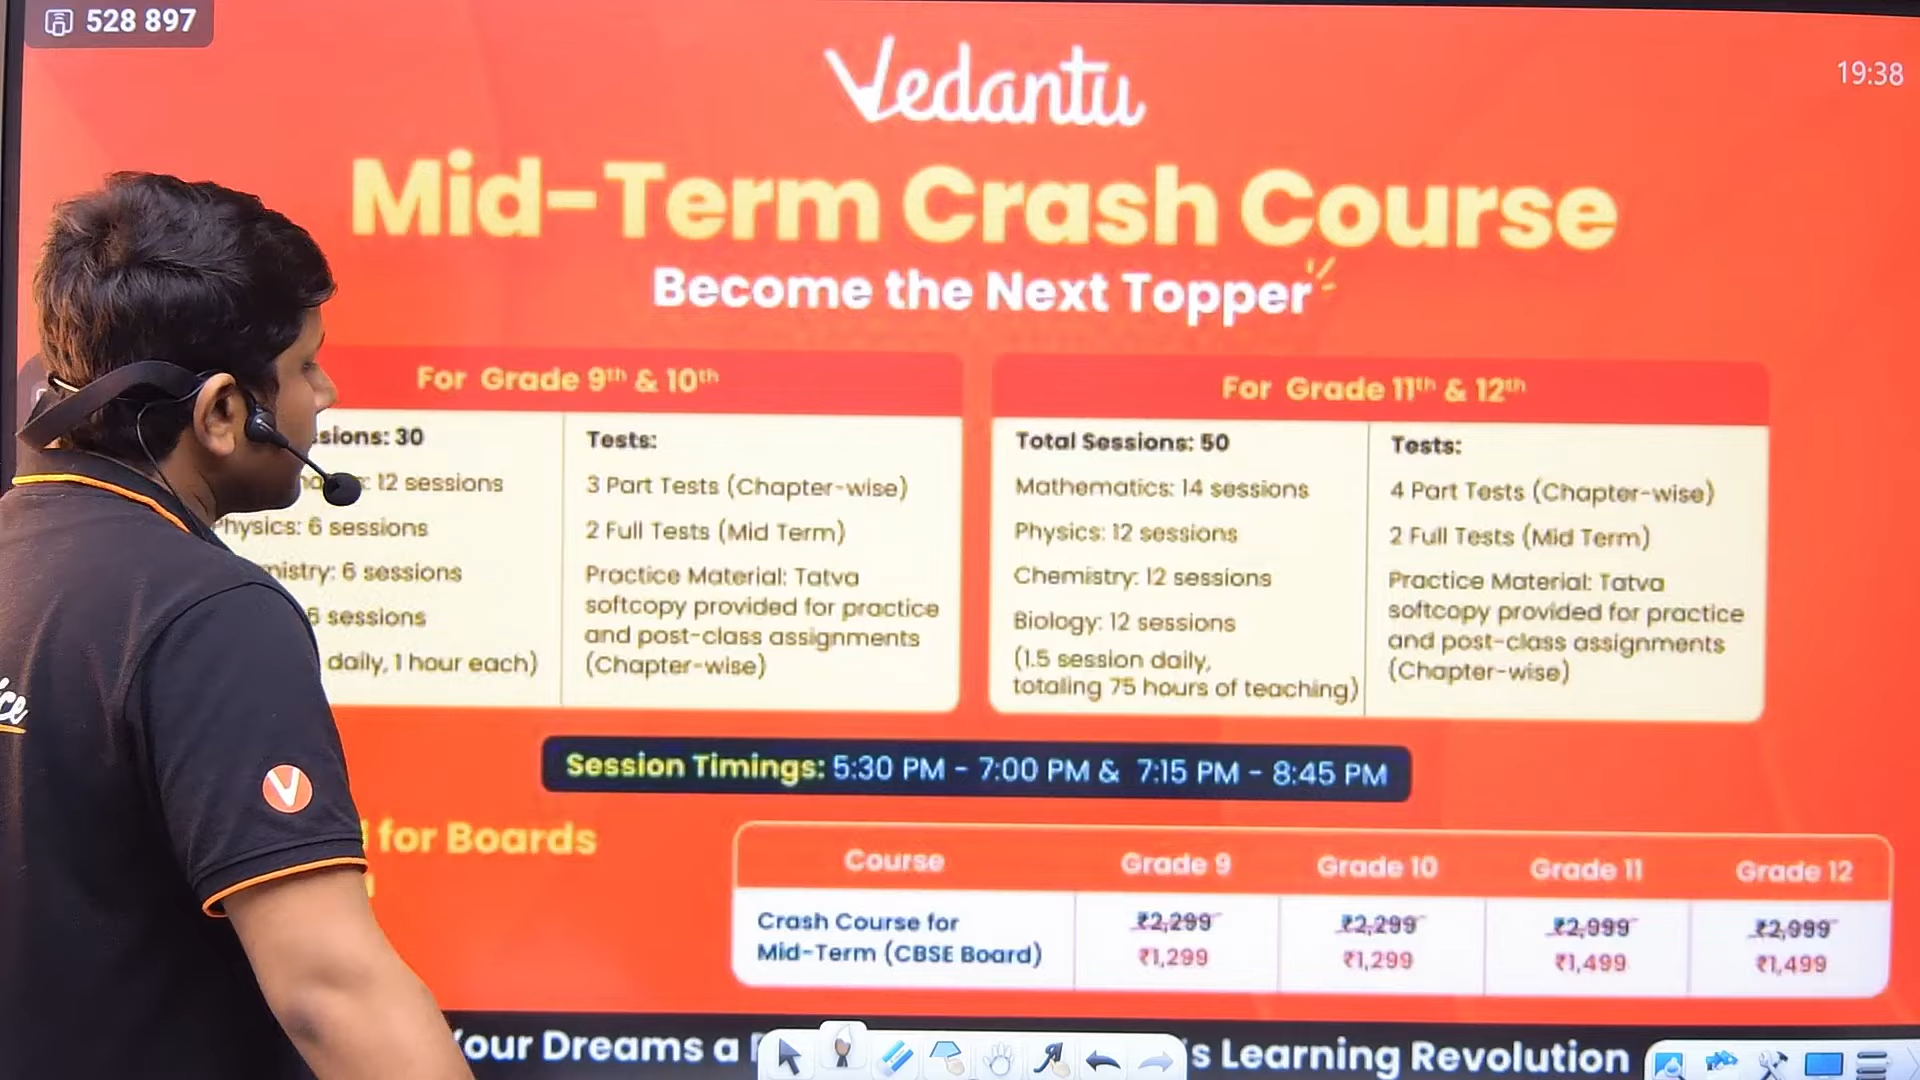 528 897
19:38
Vedantu
Mid-Term Crash Course
Become the Next Topper
For Grade 9th & 10th
30
12 sessions
Physics: 6 sessions
6 sessions
sessions
daily, 1 hour each)
Tests:
3 Part Tests (Chapter-wise)
2 Full Tests (Mid Term)
Practice Material: Tatva
softcopy provided for practice
and post-class assignments
(Chapter-wise)
For Grade 11th & 12th
Total Sessions: 50
Mathematics: 14 sessions
Physics: 12 sessions
Chemistry: 12 sessions
Biology: 12 sessions
(1.5 session daily,
totaling 75 hours of teaching)
Tests:
4 Part Tests (Chapter-wise)
2 Full Tests (Mid Term)
Practice Material: Tatva
softcopy provided for practice
and post-class assignments
(Chapter-wise)
Session Timings: 5:30 PM - 7:00 PM & 7:15 PM - 8:45 PM
for Boards
Course Grade 9 Grade 10 Grade 11 Grade 12
Crash Course for
Mid-Term (CBSE Board)
₹2,299 ₹2,299 ₹2,999 ₹2,999
₹1,299 ₹1,299 ₹1,499 ₹1,499
Your Dreams a
s Learning Revolution
V